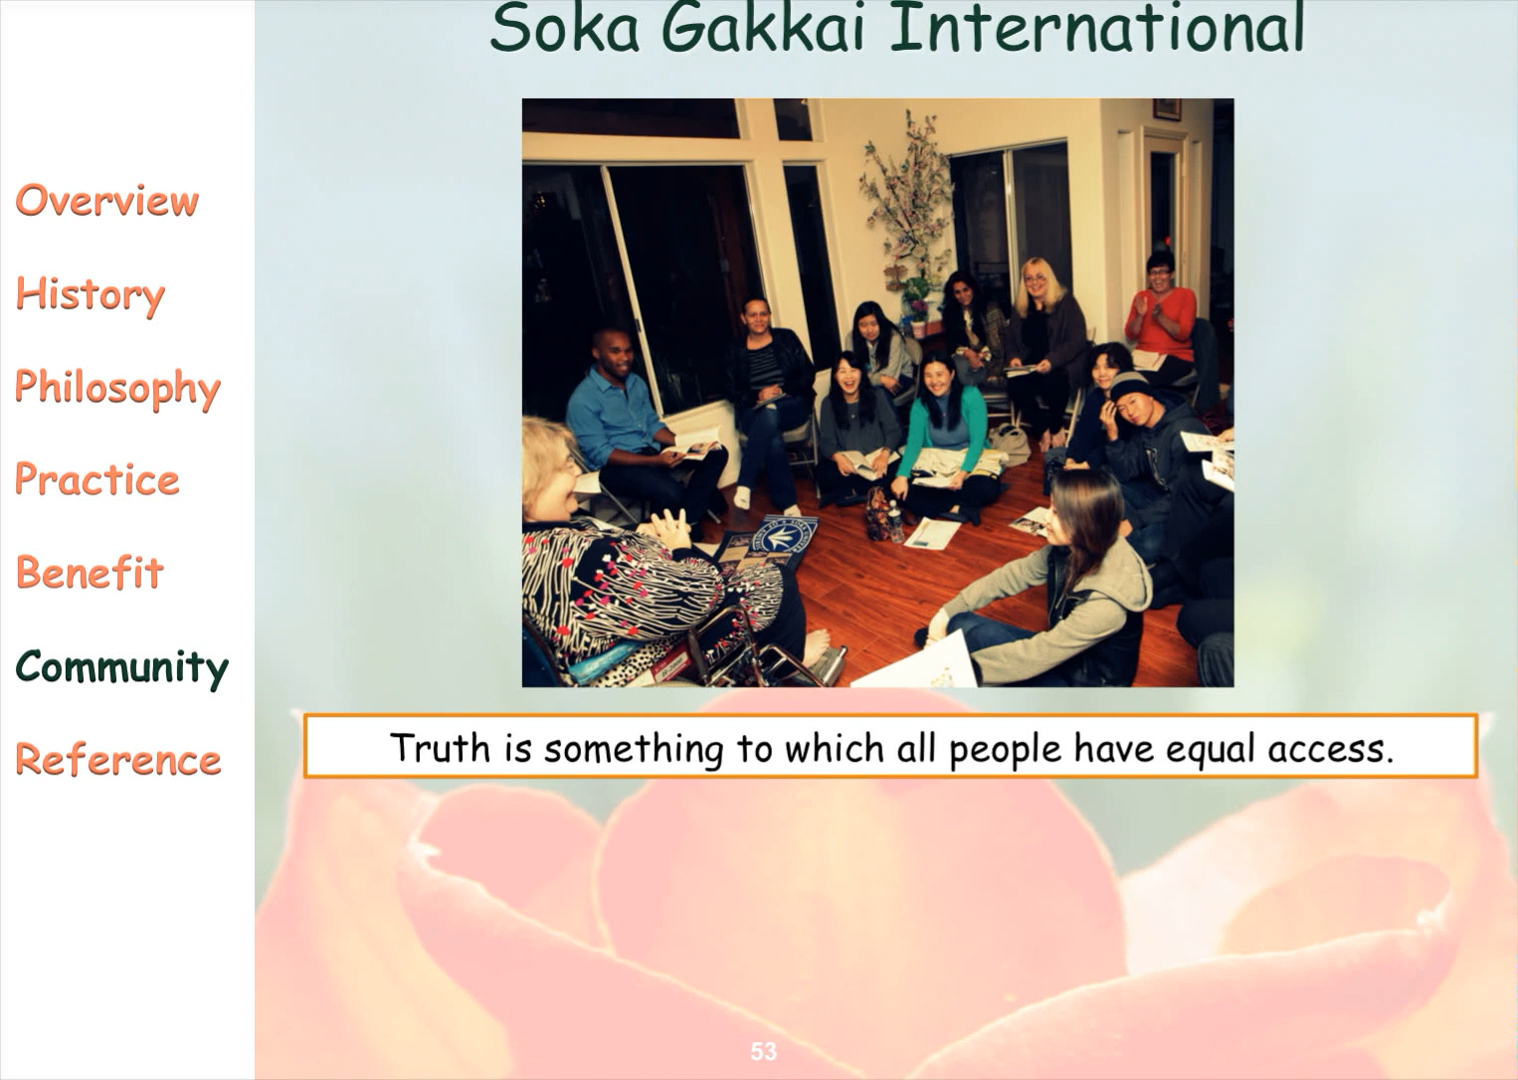 Soka Gakkai International
Overview
History
Philosophy
Practice
Benefit
Community
Reference
Truth is something to which all people have equal access.
53